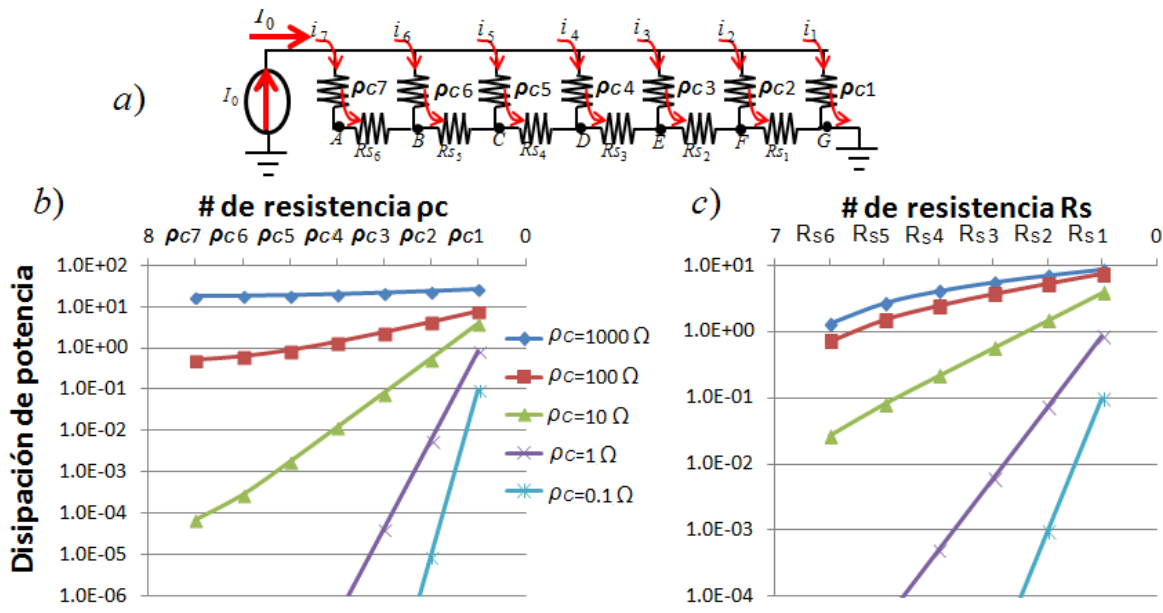 I0 i7 i6 i5 i4 i3 i2 i1
a) I0 ρC7 ρC6 ρC5 ρC4 ρC3 ρC2 ρC1
A B C D E F G
Rs6 Rs5 Rs4 Rs3 Rs2 Rs1
b) # de resistencia ρc
8 ρC7 ρC6 ρC5 ρC4 ρC3 ρC2 ρC1 0
Disipación de potencia
1.0E+02
1.0E+01
1.0E+00
1.0E-01
1.0E-02
1.0E-03
1.0E-04
1.0E-05
1.0E-06
ρC=1000 Ω
ρC=100 Ω
ρC=10 Ω
ρC=1 Ω
ρC=0.1 Ω
c) # de resistencia Rs
7 RS6 RS5 RS4 RS3 RS2 RS1 0
1.0E+01
1.0E+00
1.0E-01
1.0E-02
1.0E-03
1.0E-04